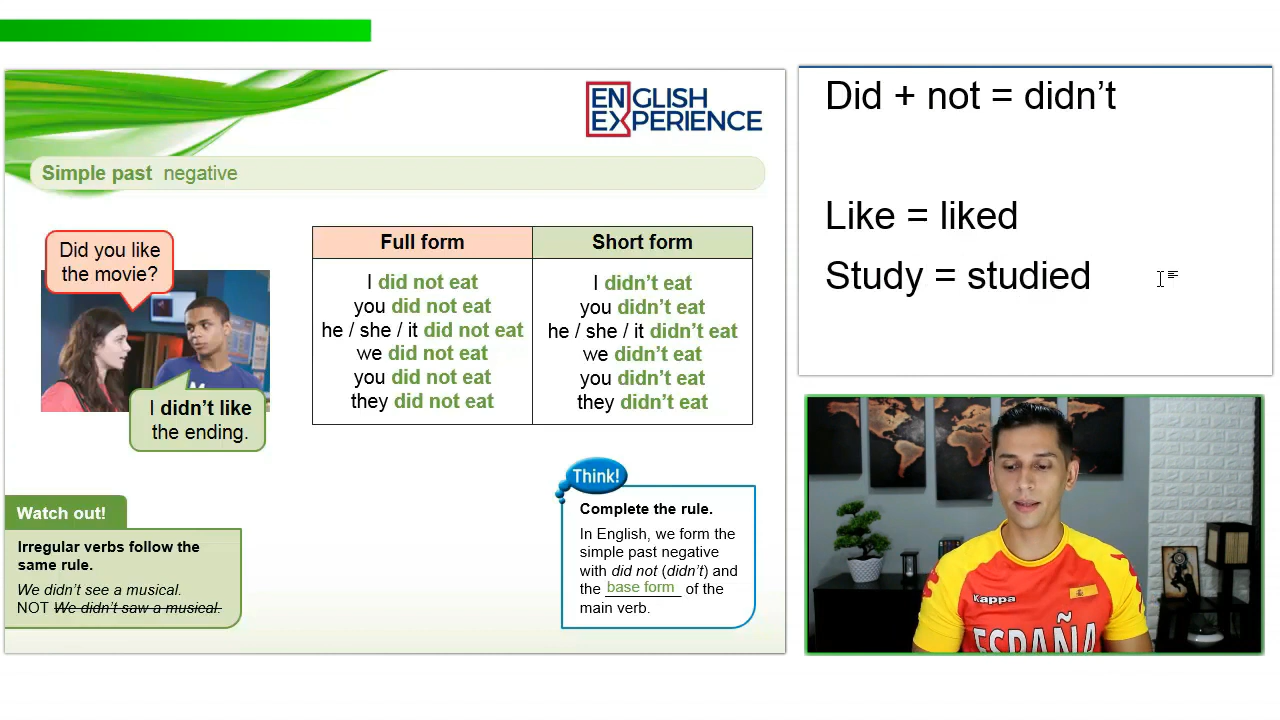 ENGLISH
EXPERIENCE
Simple past negative
Did you like
the movie?
I didn't like
the ending.
Full form
I did not eat
you did not eat
he / she / it did not eat
we did not eat
you did not eat
they did not eat
Short form
I didn't eat
you didn't eat
he / she / it didn't eat
we didn't eat
you didn't eat
they didn't eat
Watch out!
Irregular verbs follow the
same rule.
We didn't see a musical.
NOT We didn't saw a musical.
Think!
Complete the rule.
In English, we form the
simple past negative
with did not (didn't) and
the base form of the
main verb.
Did + not = didn't
Like = liked
Study = studied
Kappa
ESPAÑA